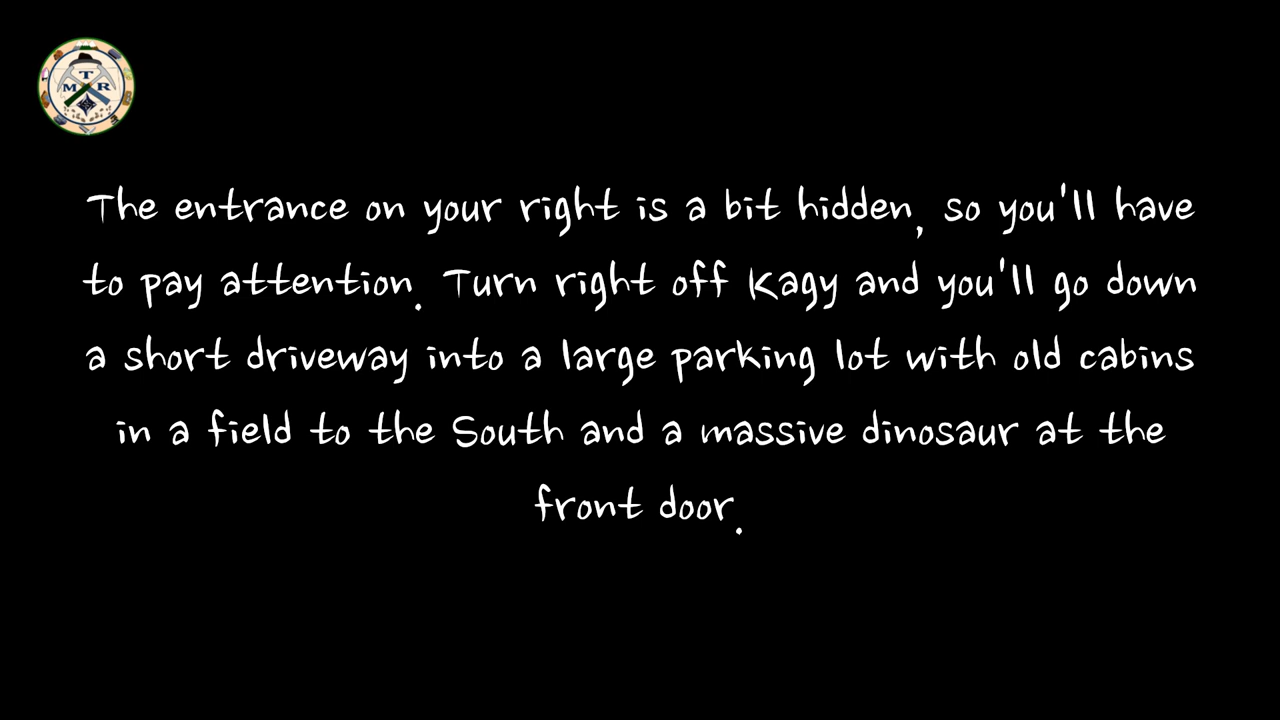 T
M R
The entrance on your right is a bit hidden, so you'll have
to pay attention. Turn right off Kagy and you'll go down
a short driveway into a large parking lot with old cabins
in a field to the South and a massive dinosaur at the
front door.